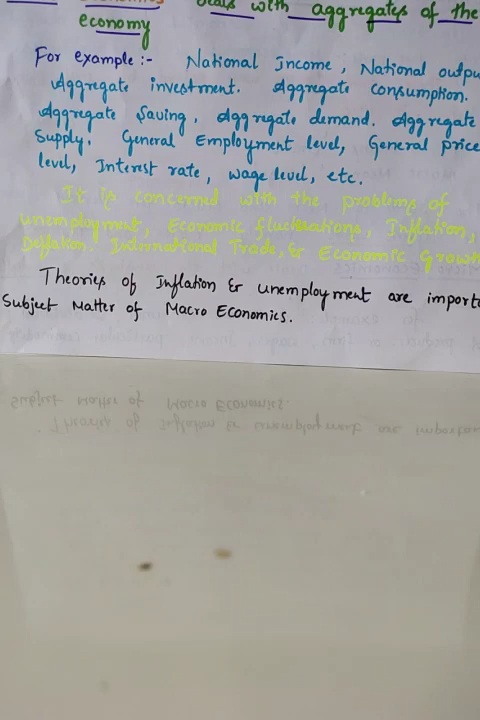 deals with aggregates of the
economy
For example :- National Income, National outpu
Aggregate investment. Aggregate consumption.
Aggregate Saving, Aggregate demand. Aggregate
Supply. General Employment level, General price
level, Interest rate, wage level, etc.
It is concerned with the problems of
unemployment, Economic fluctuations, Inflation,
Deflation. International Trade, & Economic Growth
Theories of Inflation & unemployment are import
Subject Matter of Macro Economics.